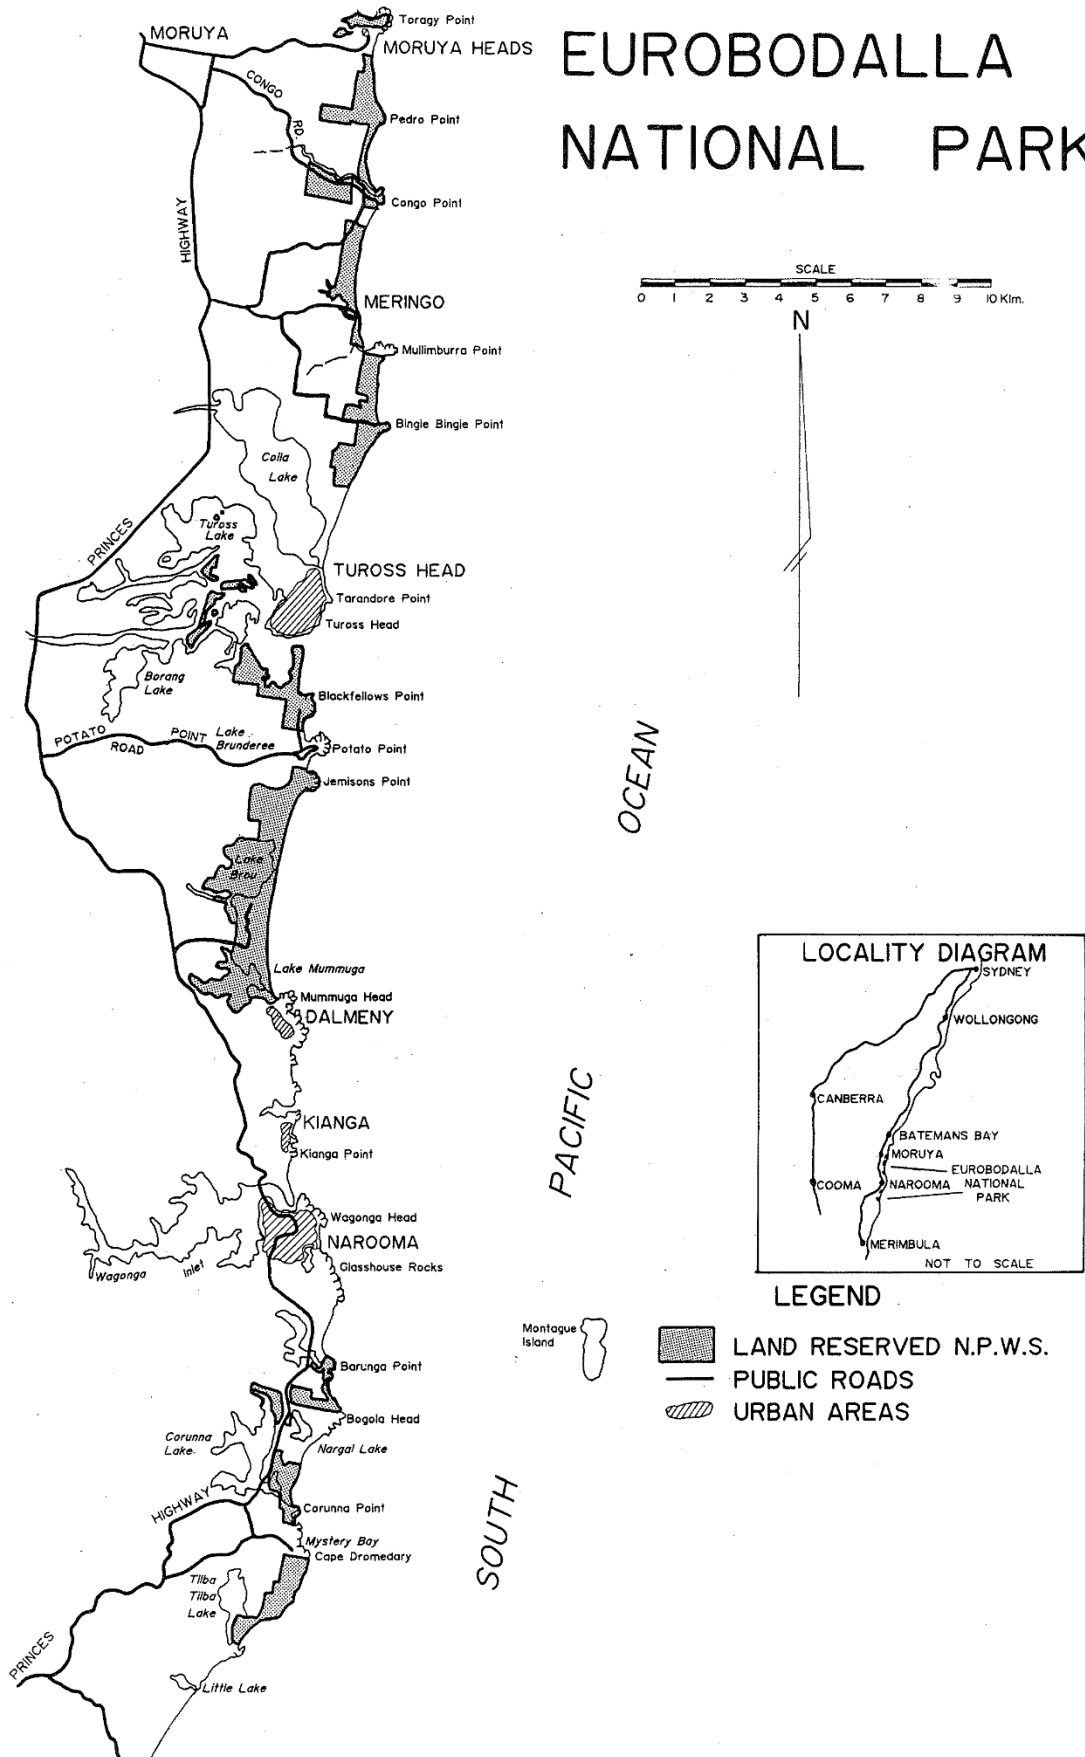 EUROBODALLA
NATIONAL PARK
Toragy Point
MORUYA
MORUYA HEADS
CONGO
RD.
Pedro Point
Congo Point
HIGHWAY
MERINGO
Mullimburra Point
Bingie Bingie Point
Coila
Lake
PRINCES
Tuross
Lake
TUROSS HEAD
Tarandore Point
Tuross Head
Borang
Lake
Blackfellows Point
POTATO
ROAD
POINT
Lake
Brunderee
Potato Point
Jemisons Point
Lake
Brou
Lake Mummuga
Mummuga Head
DALMENY
KIANGA
Kianga Point
Wagonga Head
NAROOMA
Glasshouse Rocks
Wagonga
Inlet
Montague
Island
Barunga Point
Bogola Head
Corunna
Lake
Nargal Lake
HIGHWAY
Corunna Point
Mystery Bay
Cape Dromedary
Tilba
Tilba
Lake
PRINCES
Little Lake
SCALE
0 1 2 3 4 5 6 7 8 9 10 Klm.
N
OCEAN
PACIFIC
SOUTH
LOCALITY DIAGRAM
SYDNEY
WOLLONGONG
CANBERRA
BATEMANS BAY
MORUYA
EUROBODALLA
COOMA
NAROOMA
NATIONAL
PARK
MERIMBULA
NOT TO SCALE
LEGEND
LAND RESERVED N.P.W.S.
PUBLIC ROADS
URBAN AREAS